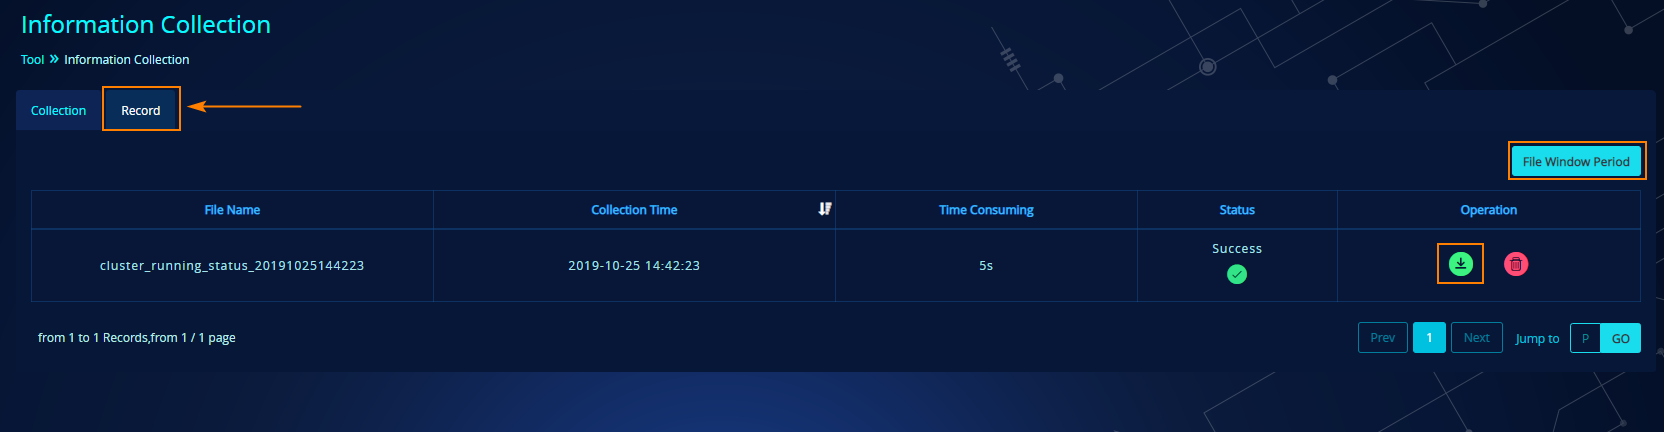 Information Collection
Tool » Information Collection
Collection Record
File Window Period
File Name Collection Time Time Consuming Status Operation
cluster_running_status_20191025144223 2019-10-25 14:42:23 5s Success
from 1 to 1 Records,from 1 / 1 page Prev 1 Next Jump to P GO